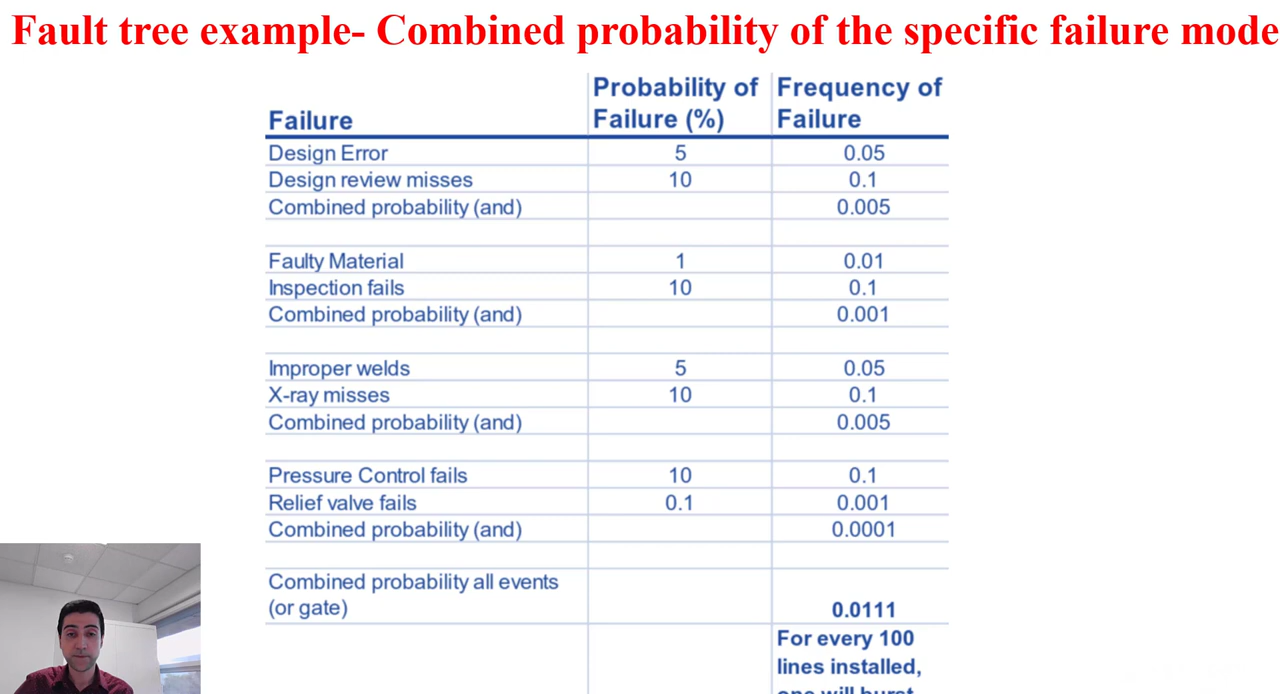 Fault tree example- Combined probability of the specific failure mode
Failure
Probability of Failure (%)
Frequency of Failure
Design Error 5 0.05
Design review misses 10 0.1
Combined probability (and) 0.005
Faulty Material 1 0.01
Inspection fails 10 0.1
Combined probability (and) 0.001
Improper welds 5 0.05
X-ray misses 10 0.1
Combined probability (and) 0.005
Pressure Control fails 10 0.1
Relief valve fails 0.1 0.001
Combined probability (and) 0.0001
Combined probability all events
(or gate) 0.0111
For every 100
lines installed,
one will burst